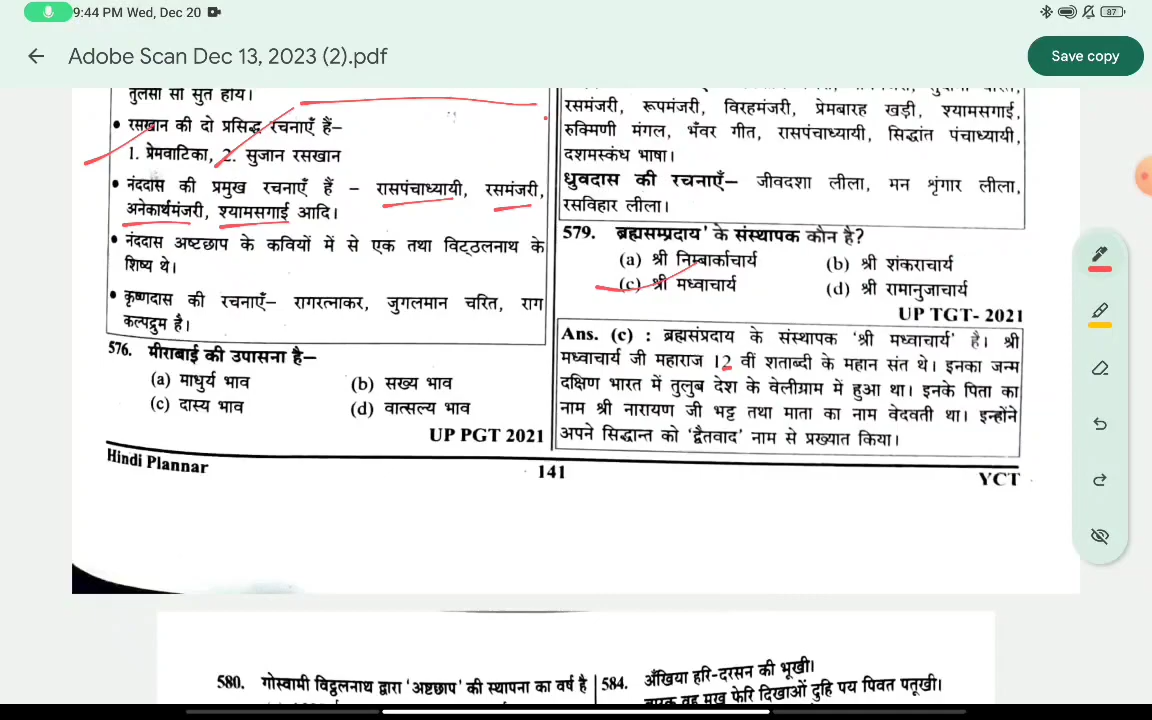 9:44 PM Wed, Dec 20
87
Adobe Scan Dec 13, 2023 (2).pdf
Save copy
तुलसी सो सुत होय।
• रसखान की दो प्रसिद्ध रचनाएँ हैं–
1. प्रेमवाटिका, 2. सुजान रसखान
• नंददास की प्रमुख रचनाएँ हैं – रासपंचाध्यायी, रसमंजरी,
अनेकार्थमंजरी, श्यामसगाई आदि।
• नंददास अष्टछाप के कवियों में से एक तथा विट्ठलनाथ के
शिष्य थे।
• कृष्णदास की रचनाएँ– रागरत्नाकर, जुगलमान चरित, राग
कल्पद्रुम है।
576. मीराबाई की उपासना है–
(a) माधुर्य भाव (b) सख्य भाव
(c) दास्य भाव (d) वात्सल्य भाव
UP PGT 2021
रसमंजरी, रूपमंजरी, विरहमंजरी, प्रेमबारह खड़ी, श्यामसगाई,
रुक्मिणी मंगल, भँवर गीत, रासपंचाध्यायी, सिद्धांत पंचाध्यायी,
दशमस्कंध भाषा।
ध्रुवदास की रचनाएँ– जीवदशा लीला, मन शृंगार लीला,
रसविहार लीला।
579. ब्रह्मसम्प्रदाय' के संस्थापक कौन है?
(a) श्री निम्बार्काचार्य (b) श्री शंकराचार्य
(c) श्री मध्वाचार्य (d) श्री रामानुजाचार्य
UP TGT- 2021
Ans. (c) : ब्रह्मसंप्रदाय के संस्थापक 'श्री मध्वाचार्य' है। श्री
मध्वाचार्य जी महाराज 12 वीं शताब्दी के महान संत थे। इनका जन्म
दक्षिण भारत में तुलुब देश के वेलीग्राम में हुआ था। इनके पिता का
नाम श्री नारायण जी भट्ट तथा माता का नाम वेदवती था। इन्होंने
अपने सिद्धान्त को 'द्वैतवाद' नाम से प्रख्यात किया।
Hindi Plannar
141
YCT
580. गोस्वामी विट्ठलनाथ द्वारा 'अष्टछाप' की स्थापना का वर्ष है
584. अँखिया हरि-दरसन की भूखी।
बारक वह मुख फेरि दिखाओं दुहि पय पिवत पतूखी।